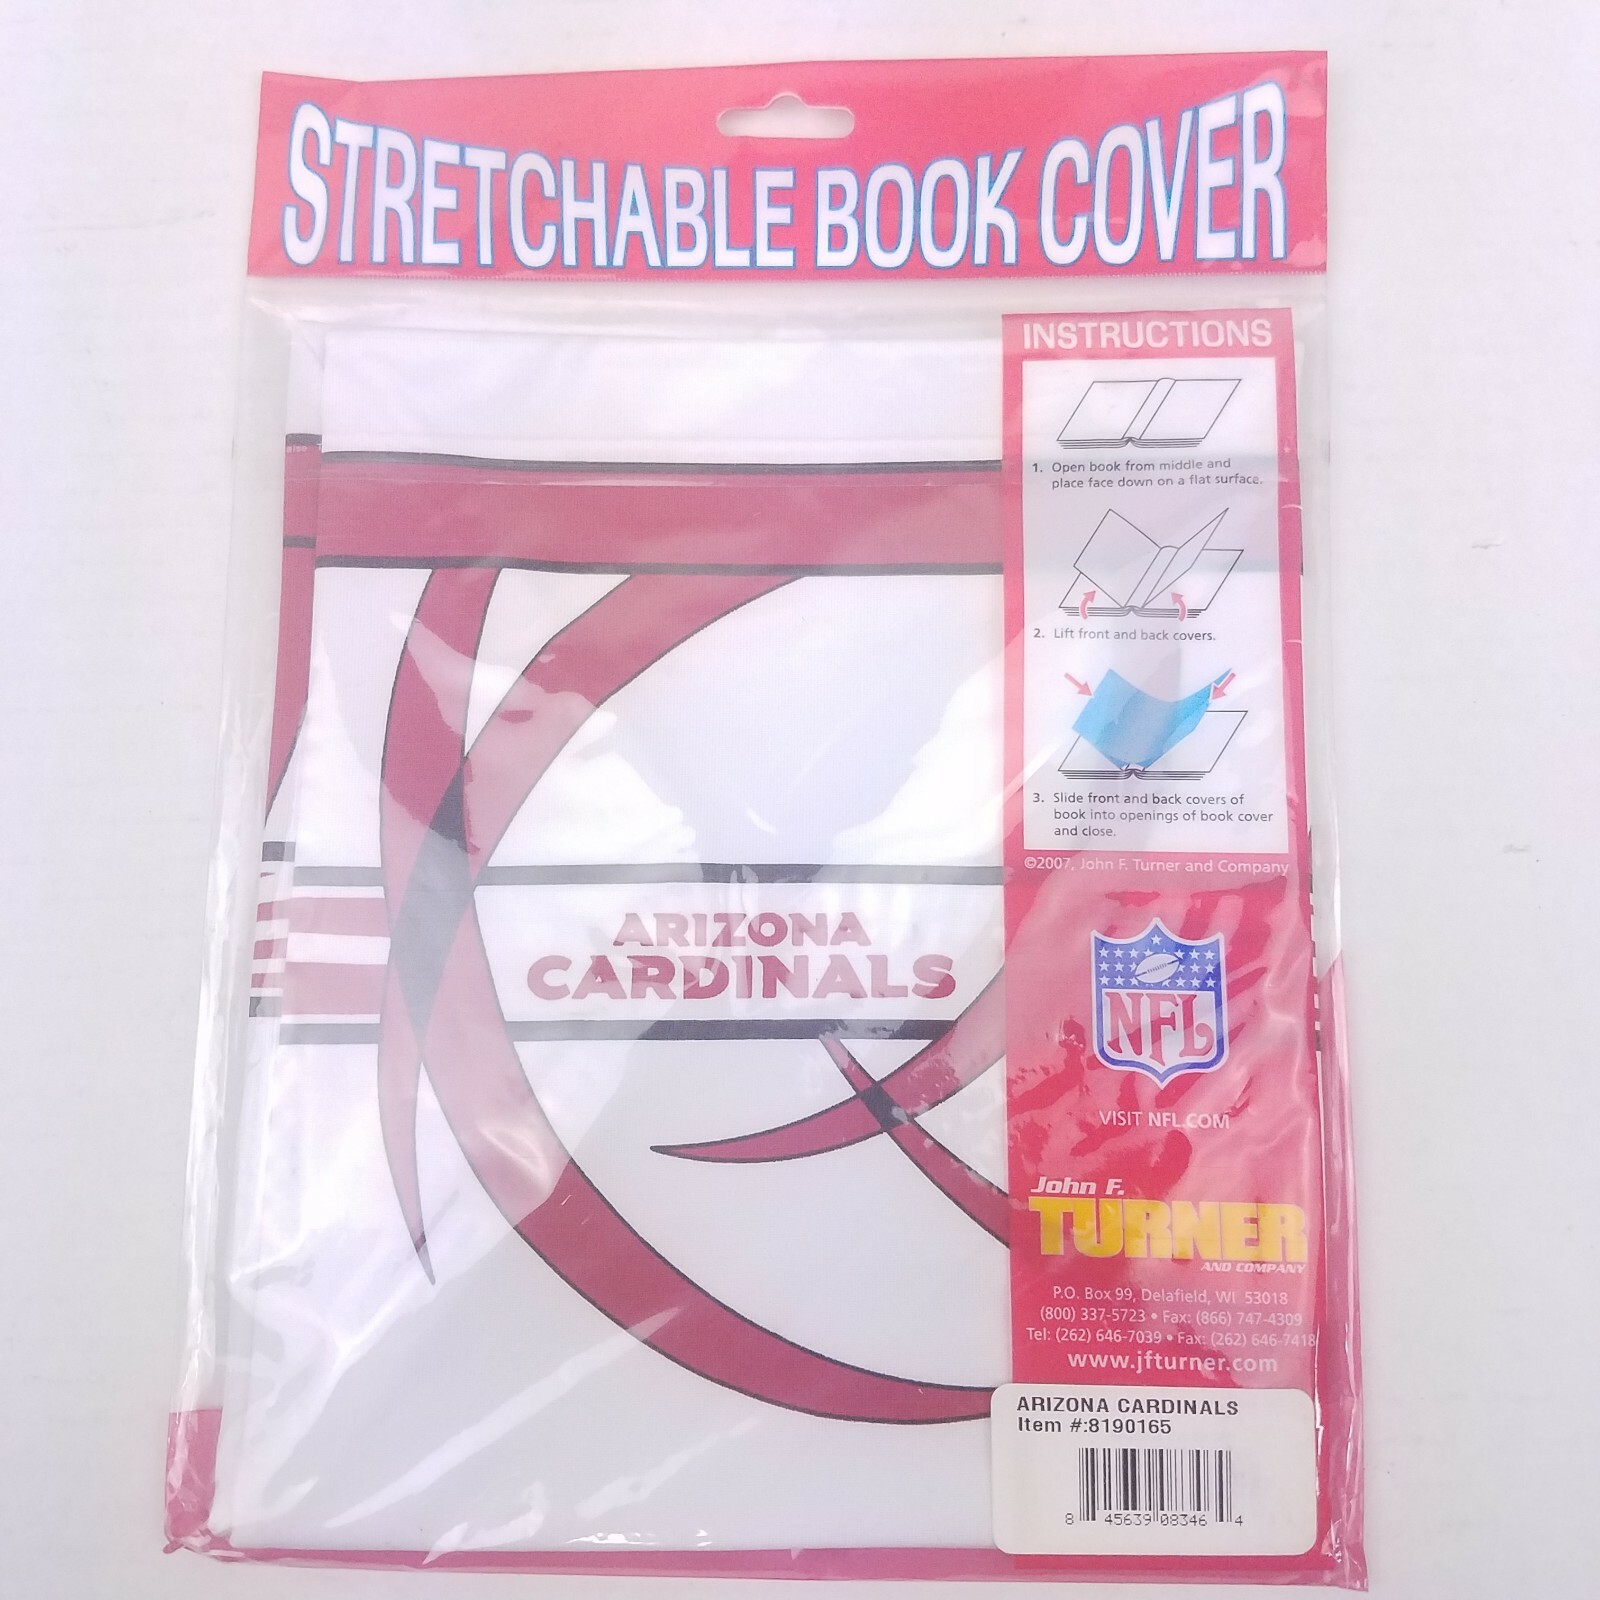 STRETCHABLE BOOK COVER
INSTRUCTIONS
1. Open book from middle and
place face down on a flat surface.
2. Lift front and back covers.
3. Slide front and back covers of
book into openings of book cover
and close.
©2007, John F. Turner and Company
ARIZONA
CARDINALS
NFL
VISIT NFL.COM
John F.
TURNER
AND COMPANY
P.O. Box 99, Delafield, WI 53018
(800) 337-5723 • Fax: (866) 747-4309
Tel: (262) 646-7039 • Fax: (262) 646-7418
www.jfturner.com
ARIZONA CARDINALS
Item #:8190165
8 45639 08346 4